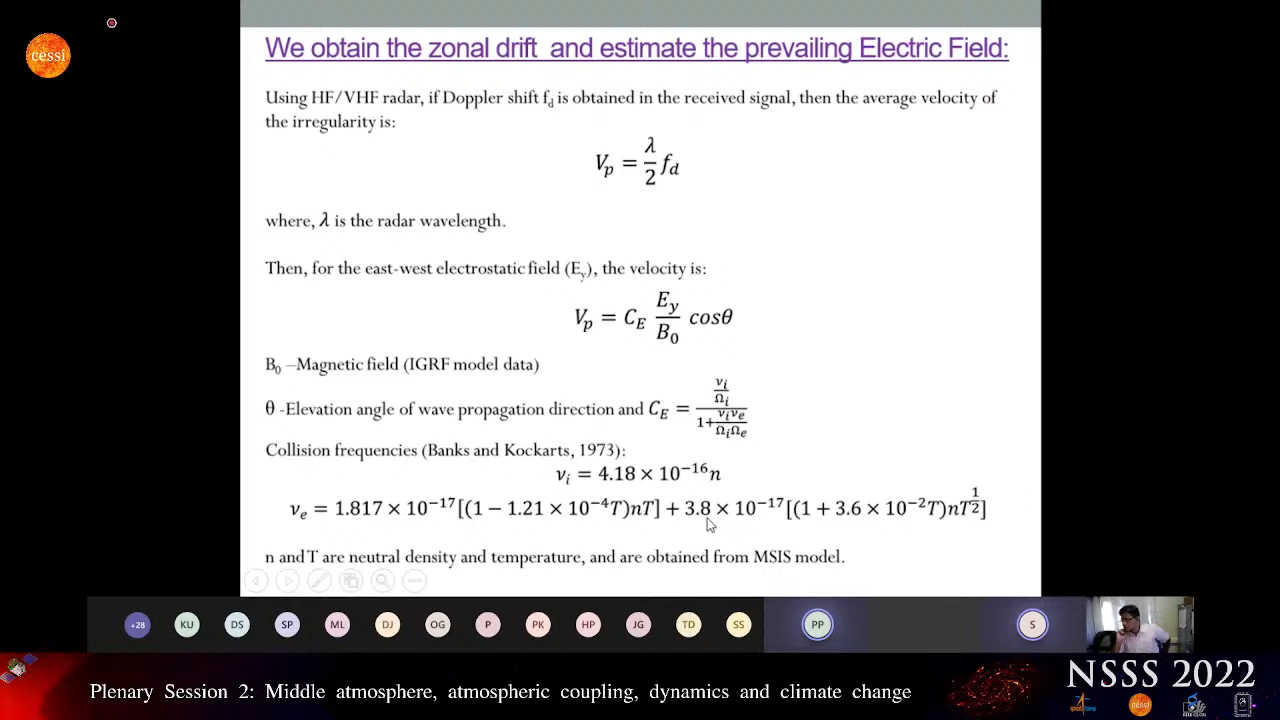 cessi
We obtain the zonal drift and estimate the prevailing Electric Field:
Using HF/VHF radar, if Doppler shift f_d is obtained in the received signal, then the average velocity of
the irregularity is:
V_p = λ/2 f_d
where, λ is the radar wavelength.
Then, for the east-west electrostatic field (E_y), the velocity is:
V_p = C_E E_y/B_0 cosθ
B_0 –Magnetic field (IGRF model data)
θ -Elevation angle of wave propagation direction and C_E = (ν_i/Ω_i)/(1+ν_iν_e/Ω_iΩ_e)
Collision frequencies (Banks and Kockarts, 1973):
ν_i = 4.18 × 10^−16 n
ν_e = 1.817 × 10^−17[(1 − 1.21 × 10^−4T)nT] + 3.8 × 10^−17[(1 + 3.6 × 10^−2T)nT^1/2]
n and T are neutral density and temperature, and are obtained from MSIS model.
+28 KU DS SP ML DJ OG P PK HP JG TD SS PP S
NSSS 2022
Plenary Session 2: Middle atmosphere, atmospheric coupling, dynamics and climate change